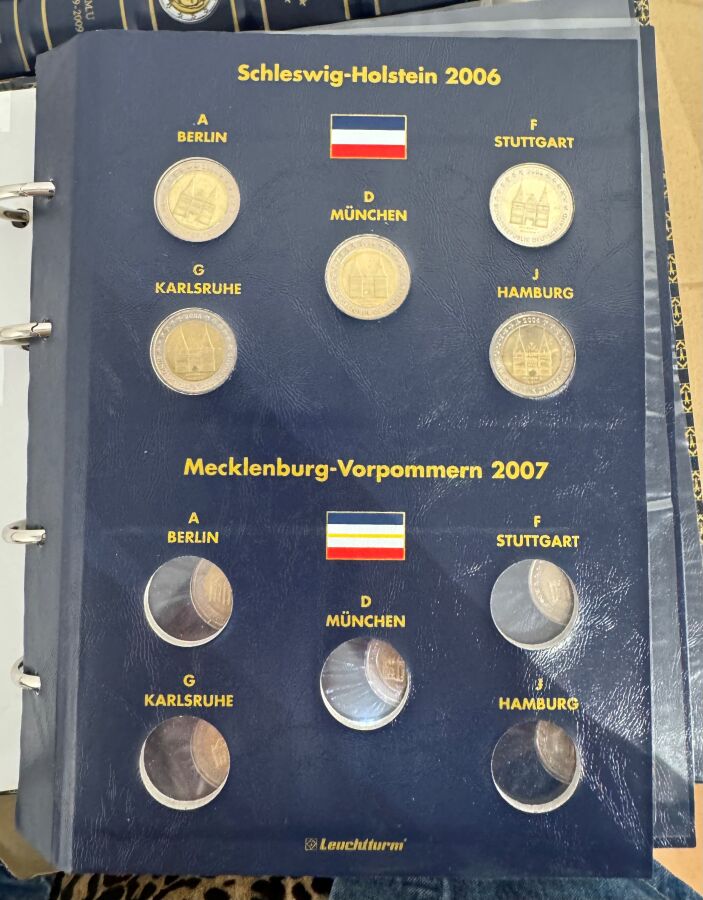 Schleswig-Holstein 2006
A
BERLIN
F
STUTTGART
D
MÜNCHEN
G
KARLSRUHE
J
HAMBURG
Mecklenburg-Vorpommern 2007
A
BERLIN
F
STUTTGART
D
MÜNCHEN
G
KARLSRUHE
J
HAMBURG
Leuchtturm